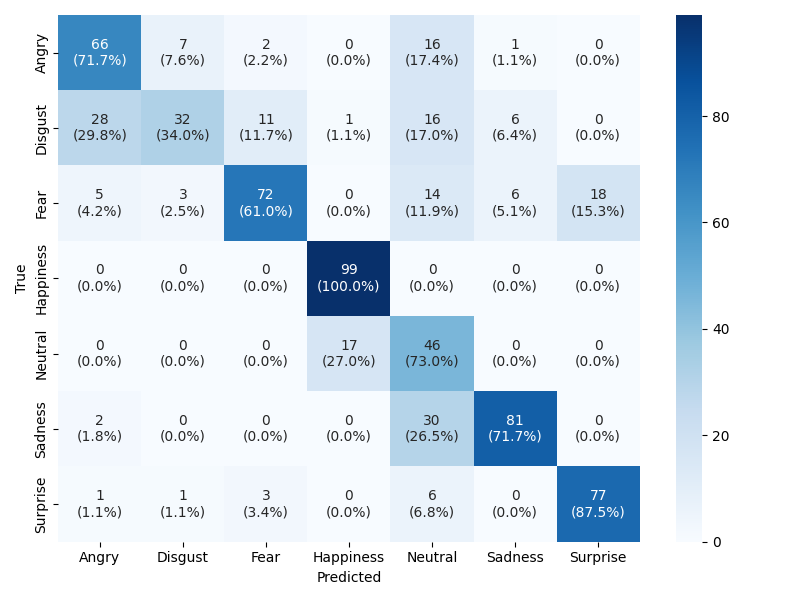 True
Angry
66 7 2 0 16 1 0
(71.7%) (7.6%) (2.2%) (0.0%) (17.4%) (1.1%) (0.0%)
Disgust
28 32 11 1 16 6 0
(29.8%) (34.0%) (11.7%) (1.1%) (17.0%) (6.4%) (0.0%)
Fear
5 3 72 0 14 6 18
(4.2%) (2.5%) (61.0%) (0.0%) (11.9%) (5.1%) (15.3%)
Happiness
0 0 0 99 0 0 0
(0.0%) (0.0%) (0.0%) (100.0%) (0.0%) (0.0%) (0.0%)
Neutral
0 0 0 17 46 0 0
(0.0%) (0.0%) (0.0%) (27.0%) (73.0%) (0.0%) (0.0%)
Sadness
2 0 0 0 30 81 0
(1.8%) (0.0%) (0.0%) (0.0%) (26.5%) (71.7%) (0.0%)
Surprise
1 1 3 0 6 0 77
(1.1%) (1.1%) (3.4%) (0.0%) (6.8%) (0.0%) (87.5%)
Angry Disgust Fear Happiness Neutral Sadness Surprise
Predicted
80
60
40
20
0